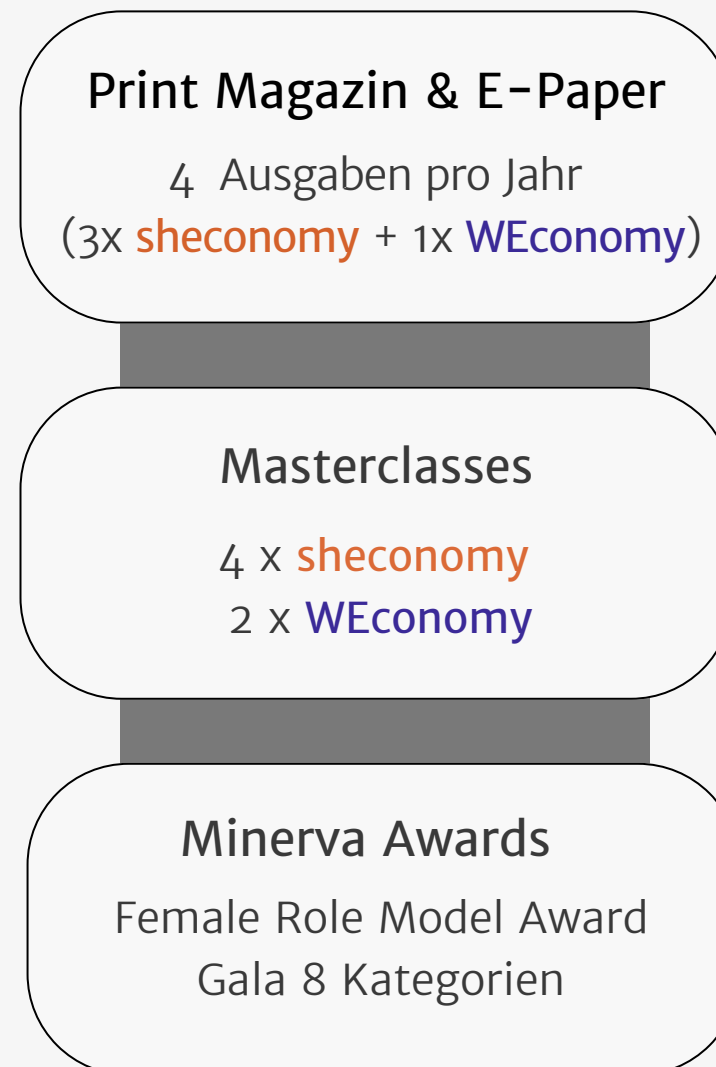 Print Magazin & E-Paper
4 Ausgaben pro Jahr
(3x sheconomy + 1x WEconomy)
Masterclasses
4 x sheconomy
2 x WEconomy
Minerva Awards
Female Role Model Award
Gala 8 Kategorien